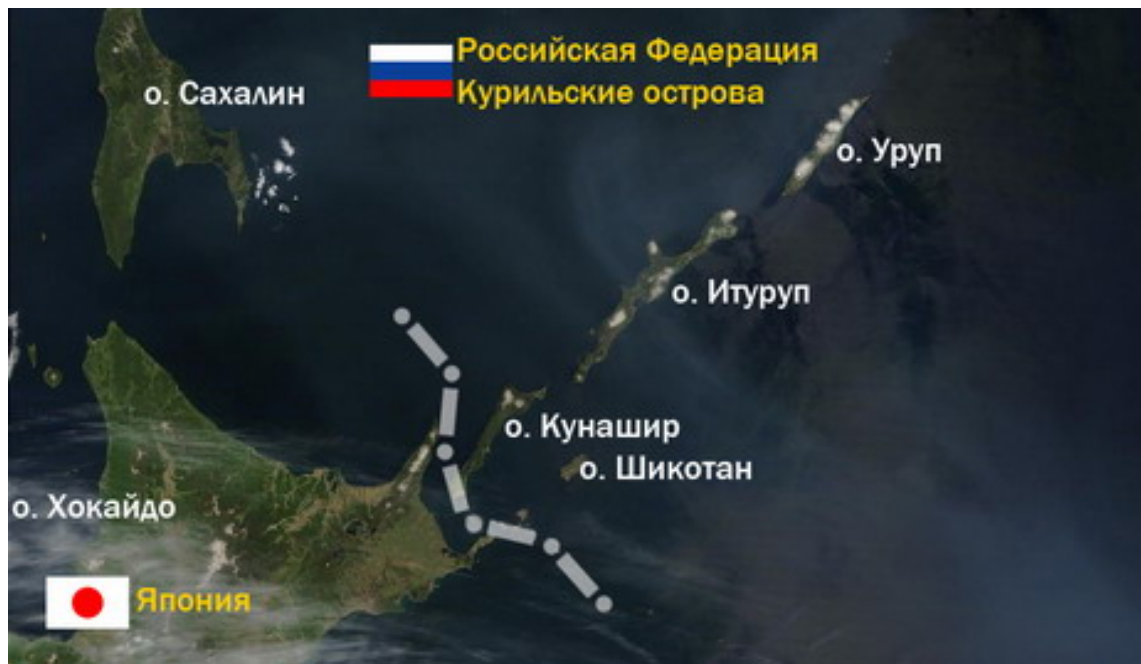 Российская Федерация
Курильские острова
о. Сахалин
о. Уруп
о. Итуруп
о. Кунашир
о. Шикотан
о. Хокайдо
Япония